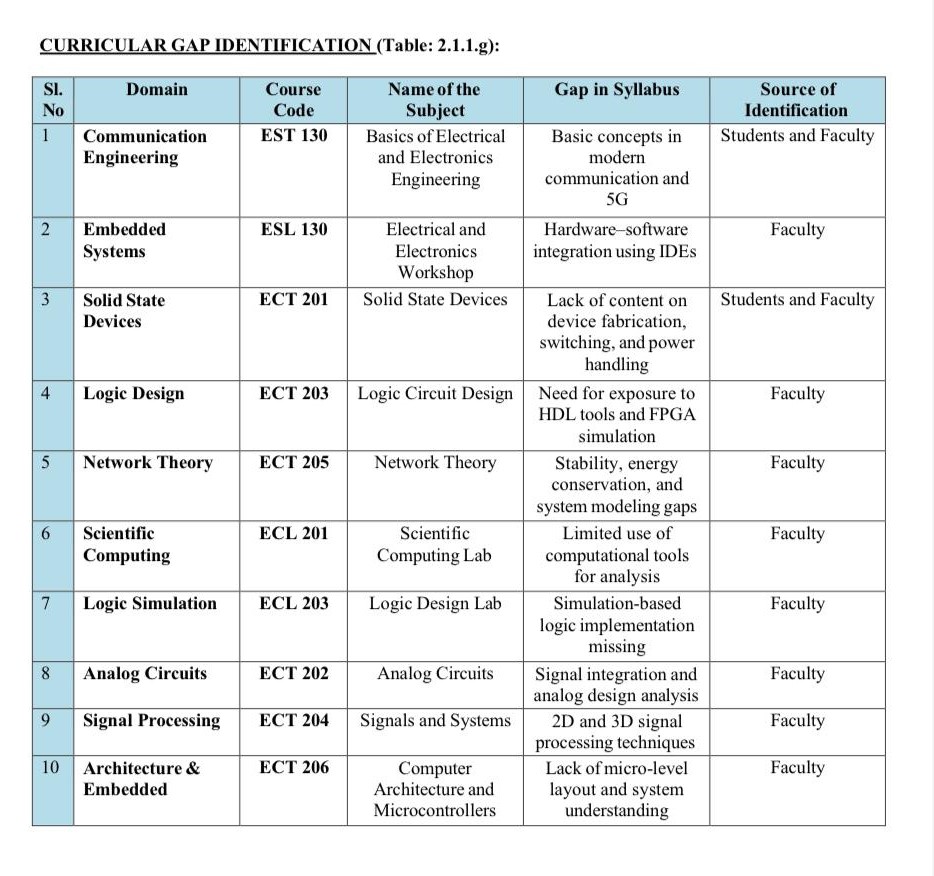 CURRICULAR GAP IDENTIFICATION (Table: 2.1.1.g):
Sl. No | Domain | Course Code | Name of the Subject | Gap in Syllabus | Source of Identification
1 | Communication Engineering | EST 130 | Basics of Electrical and Electronics Engineering | Basic concepts in modern communication and 5G | Students and Faculty
2 | Embedded Systems | ESL 130 | Electrical and Electronics Workshop | Hardware–software integration using IDEs | Faculty
3 | Solid State Devices | ECT 201 | Solid State Devices | Lack of content on device fabrication, switching, and power handling | Students and Faculty
4 | Logic Design | ECT 203 | Logic Circuit Design | Need for exposure to HDL tools and FPGA simulation | Faculty
5 | Network Theory | ECT 205 | Network Theory | Stability, energy conservation, and system modeling gaps | Faculty
6 | Scientific Computing | ECL 201 | Scientific Computing Lab | Limited use of computational tools for analysis | Faculty
7 | Logic Simulation | ECL 203 | Logic Design Lab | Simulation-based logic implementation missing | Faculty
8 | Analog Circuits | ECT 202 | Analog Circuits | Signal integration and analog design analysis | Faculty
9 | Signal Processing | ECT 204 | Signals and Systems | 2D and 3D signal processing techniques | Faculty
10 | Architecture & Embedded | ECT 206 | Computer Architecture and Microcontrollers | Lack of micro-level layout and system understanding | Faculty